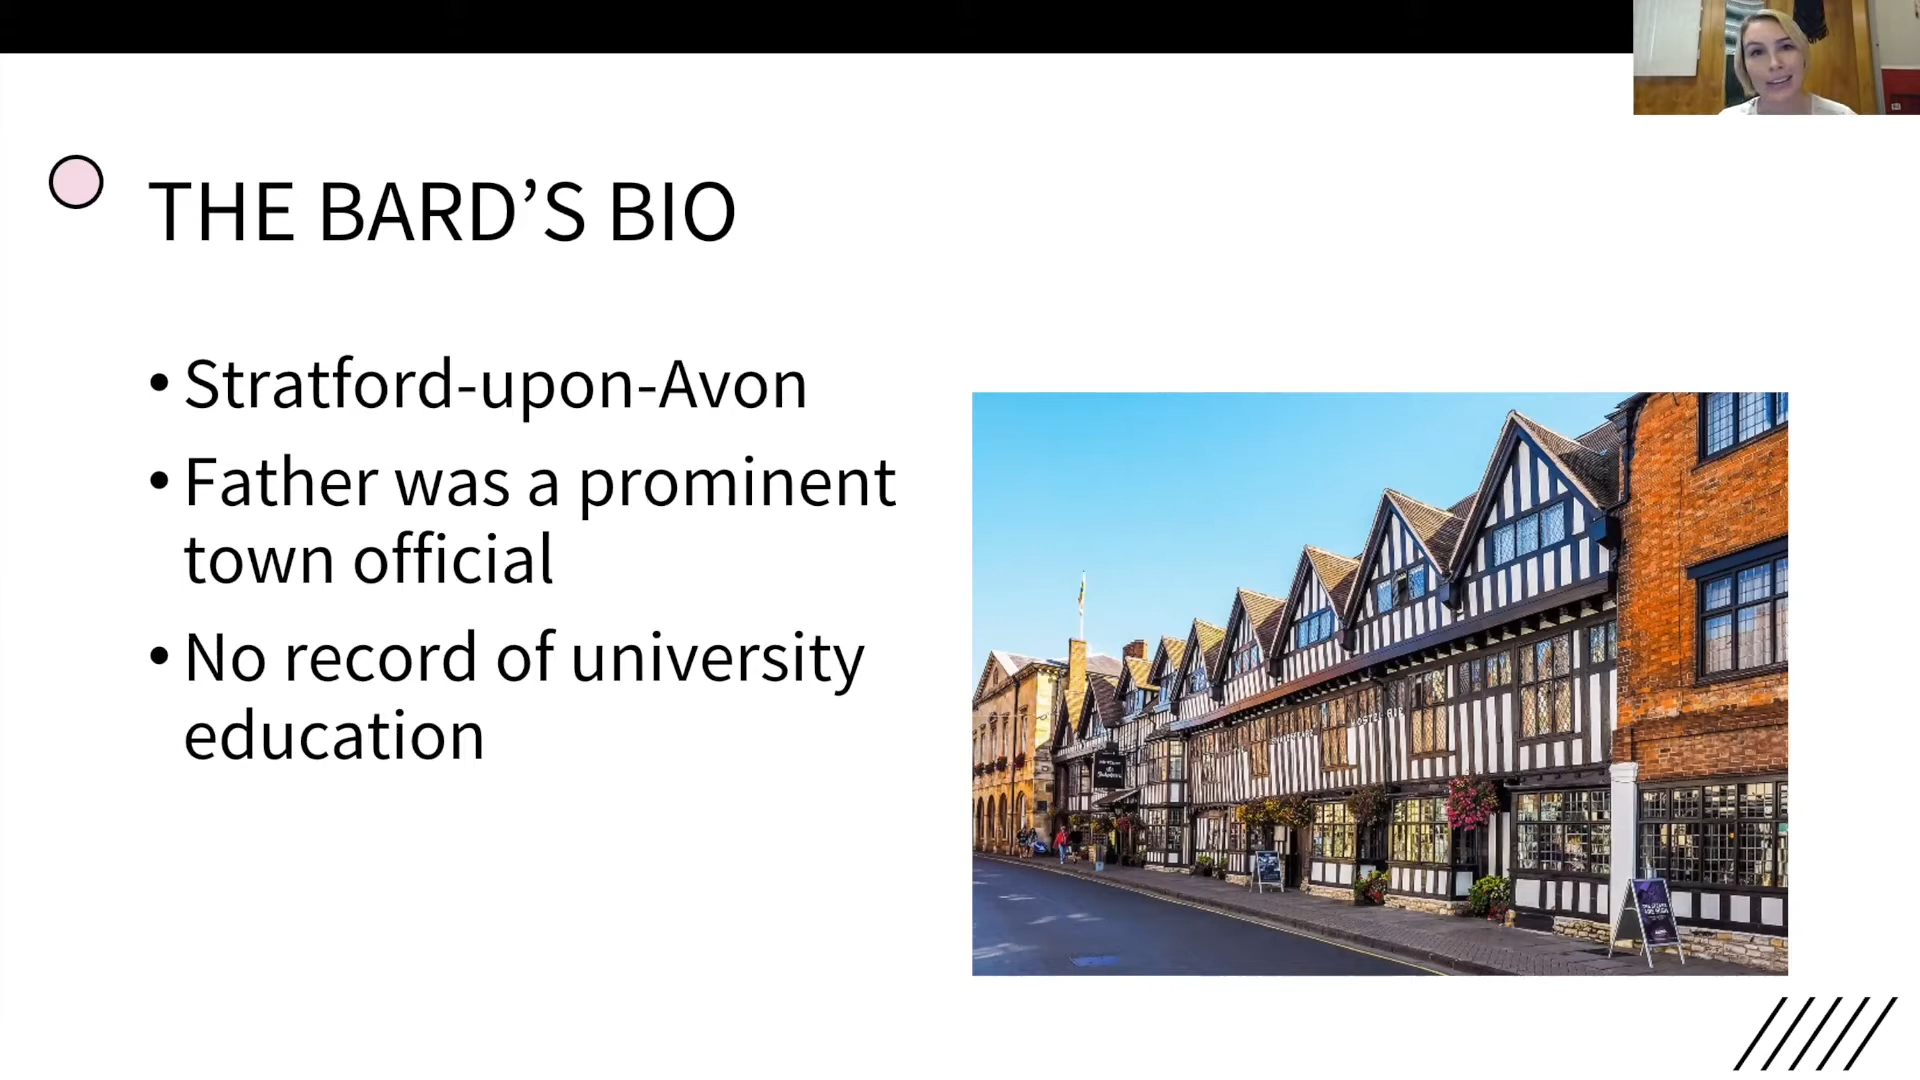 THE BARD’S BIO
• Stratford-upon-Avon
• Father was a prominent
town official
• No record of university
education